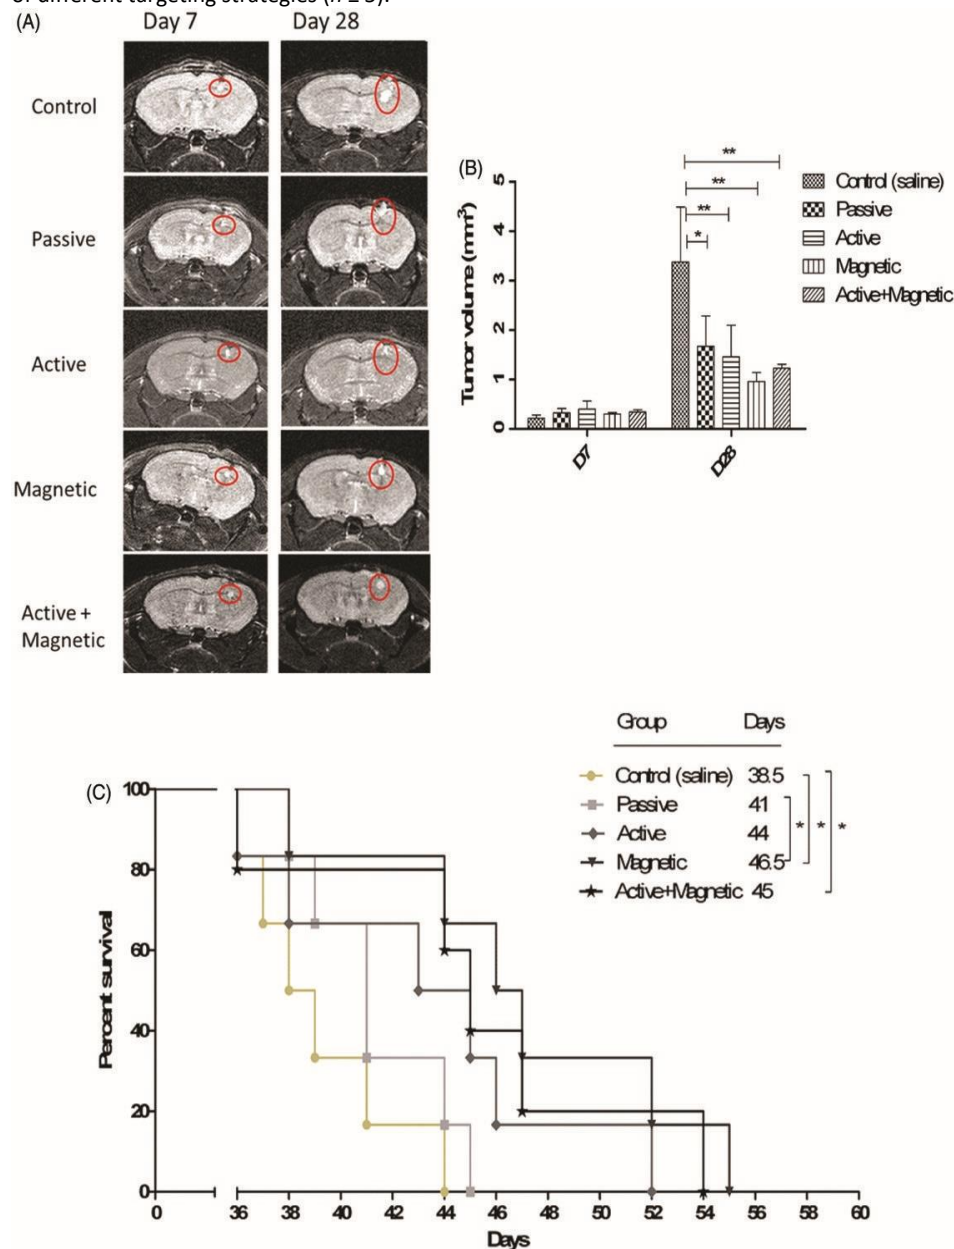 of different targeting strategies (n ≥ 5).
(A) Day 7 Day 28
Control
Passive
Active
Magnetic
Active +
Magnetic
(B)
Tumor volume (mm³)
5
4
3
2
1
0
D7
D28
**
**
**
*
Control (saline)
Passive
Active
Magnetic
Active+Magnetic
(C)
Percent survival
100
80
60
40
20
0
0 36 38 40 42 44 46 48 50 52 54 56 58 60
Days
Group Days
Control (saline) 38.5
Passive 41
Active 44
Magnetic 46.5
Active+Magnetic 45
* * *